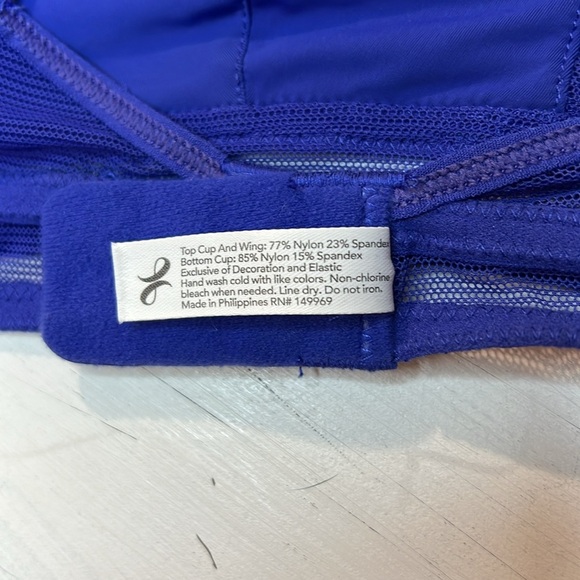 Top Cup And Wing: 77% Nylon 23% Spandex
Bottom Cup: 85% Nylon 15% Spandex
Exclusive of Decoration and Elastic
Hand wash cold with like colors. Non-chlorine
bleach when needed. Line dry. Do not iron.
Made in Philippines RN# 149969